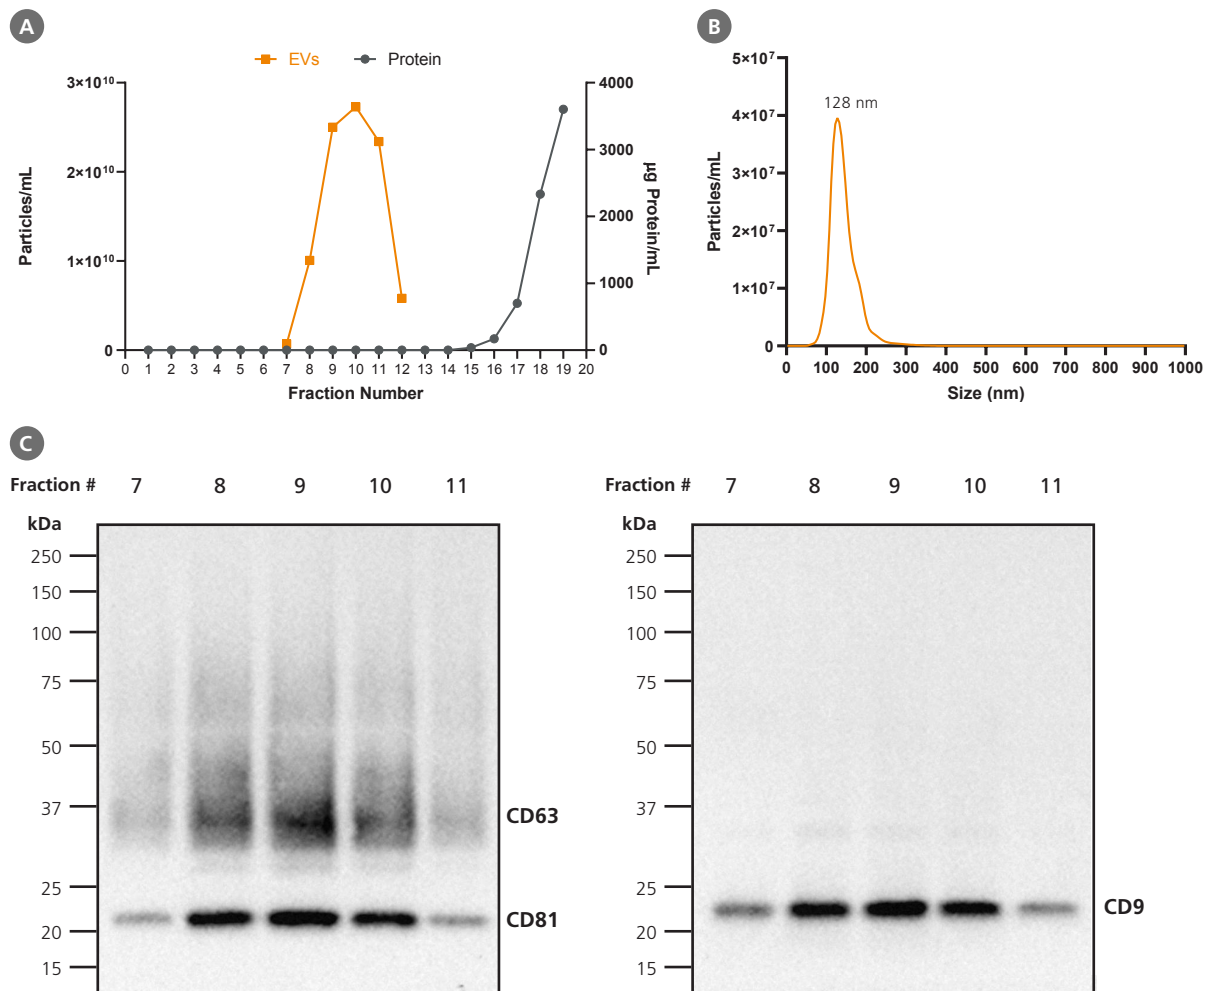 A
EVs
Protein
3×10¹⁰
2×10¹⁰
1×10¹⁰
0
Particles/mL
4000
3000
2000
1000
0
µg Protein/mL
0 1 2 3 4 5 6 7 8 9 10 11 12 13 14 15 16 17 18 19 20
Fraction Number
B
128 nm
5×10⁷
4×10⁷
3×10⁷
2×10⁷
1×10⁷
0
Particles/mL
0 100 200 300 400 500 600 700 800 900 1000
Size (nm)
C
Fraction # 7 8 9 10 11
kDa
250
150
100
75
50
37
25
20
15
CD63
CD81
Fraction # 7 8 9 10 11
kDa
250
150
100
75
50
37
25
20
15
CD9